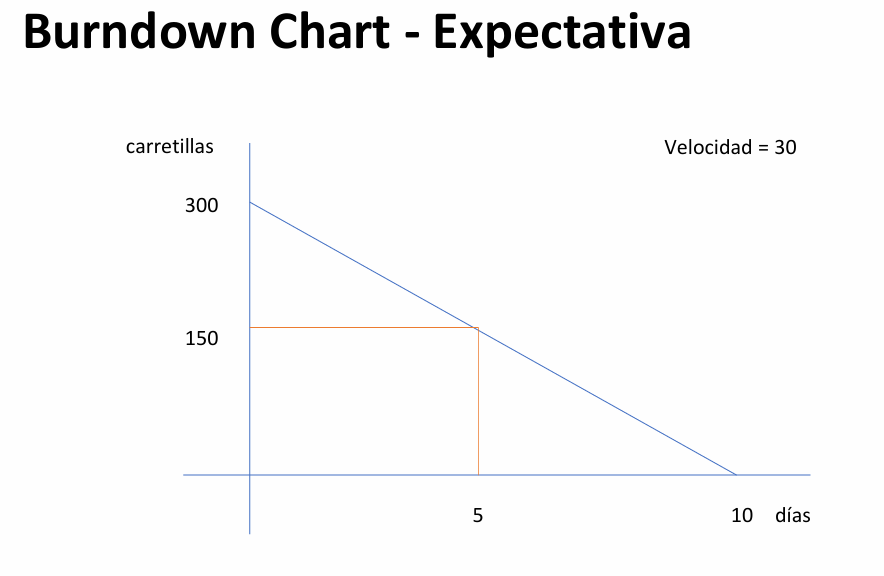 Burndown Chart - Expectativa
carretillas
Velocidad = 30
300
150
5
10
días